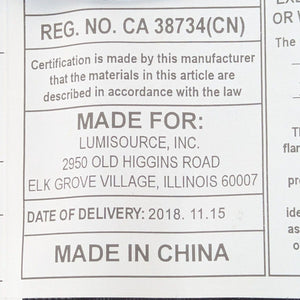 REG. NO. CA 38734(CN)
Certification is made by this manufacturer
that the materials in this article are
described in accordance with the law
MADE FOR:
LUMISOURCE, INC.
2950 OLD HIGGINS ROAD
ELK GROVE VILLAGE, ILLINOIS 60007
DATE OF DELIVERY: 2018. 11.15
MADE IN CHINA
OR
The